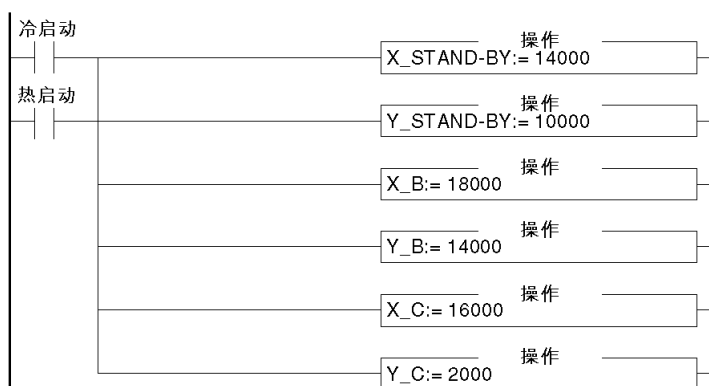 冷启动
操作
X_STAND-BY:= 14000
热启动
操作
Y_STAND-BY:= 10000
操作
X_B:= 18000
操作
Y_B:= 14000
操作
X_C:= 16000
操作
Y_C:= 2000